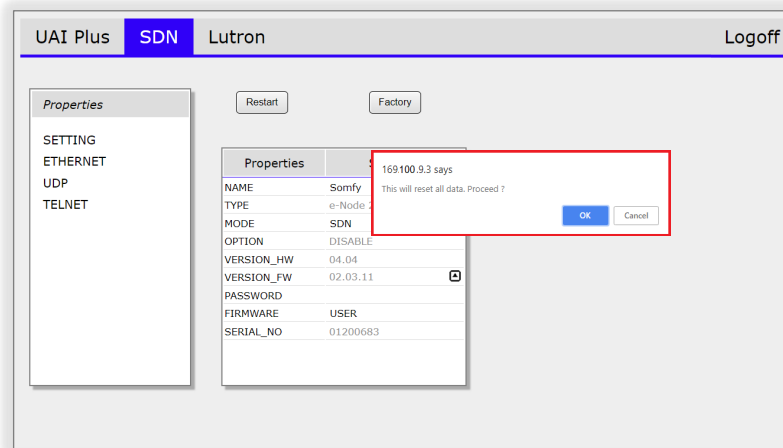 UAI Plus SDN Lutron Logoff
Properties
SETTING
ETHERNET
UDP
TELNET
Restart Factory
Properties
NAME Somfy
TYPE e-Node
MODE SDN
OPTION DISABLE
VERSION_HW 04.04
VERSION_FW 02.03.11
PASSWORD
FIRMWARE USER
SERIAL_NO 01200683
169.100.9.3 says
This will reset all data. Proceed ?
OK Cancel